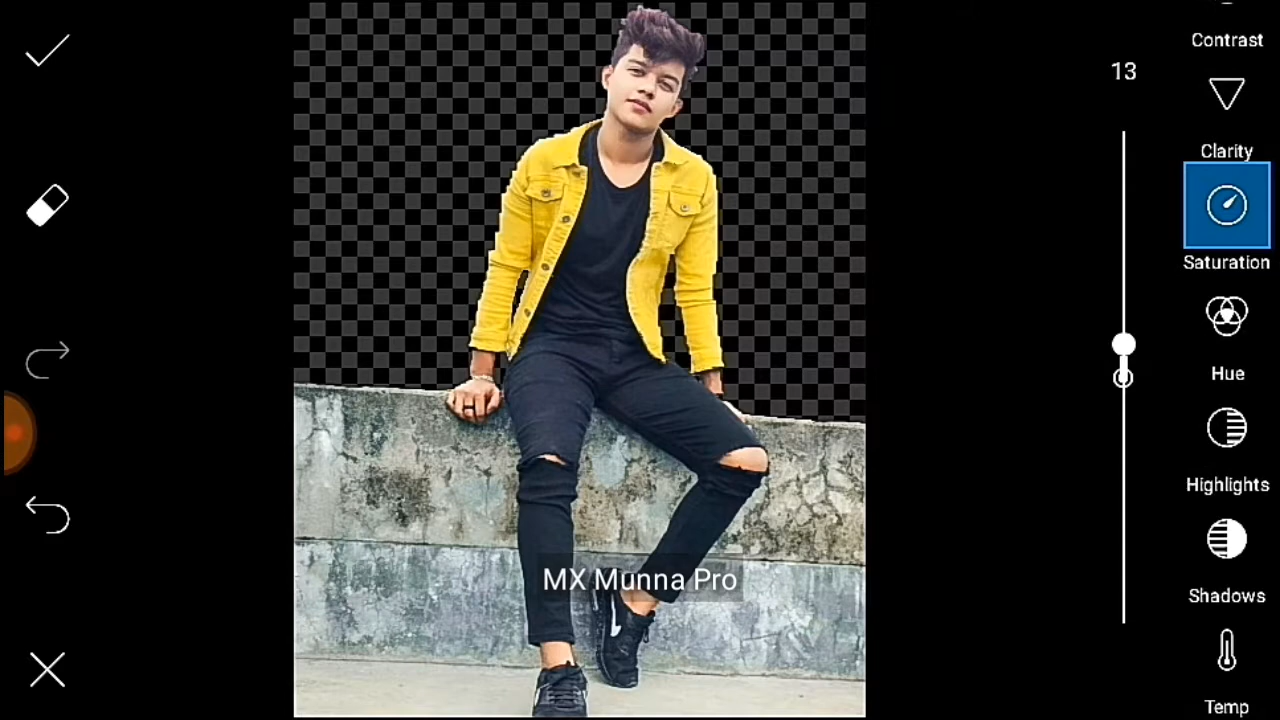 Contrast
13
Clarity
Saturation
Hue
Highlights
MX Munna Pro
Shadows
Temp